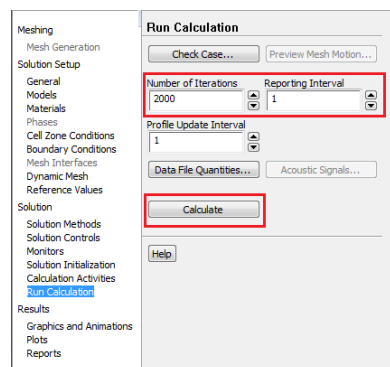 Meshing
Mesh Generation
Solution Setup
General
Models
Materials
Phases
Cell Zone Conditions
Boundary Conditions
Mesh Interfaces
Dynamic Mesh
Reference Values
Solution
Solution Methods
Solution Controls
Monitors
Solution Initialization
Calculation Activities
Run Calculation
Results
Graphics and Animations
Plots
Reports
Run Calculation
Check Case... Preview Mesh Motion...
Number of Iterations Reporting Interval
2000 1
Profile Update Interval
1
Data File Quantities... Acoustic Signals...
Calculate
Help